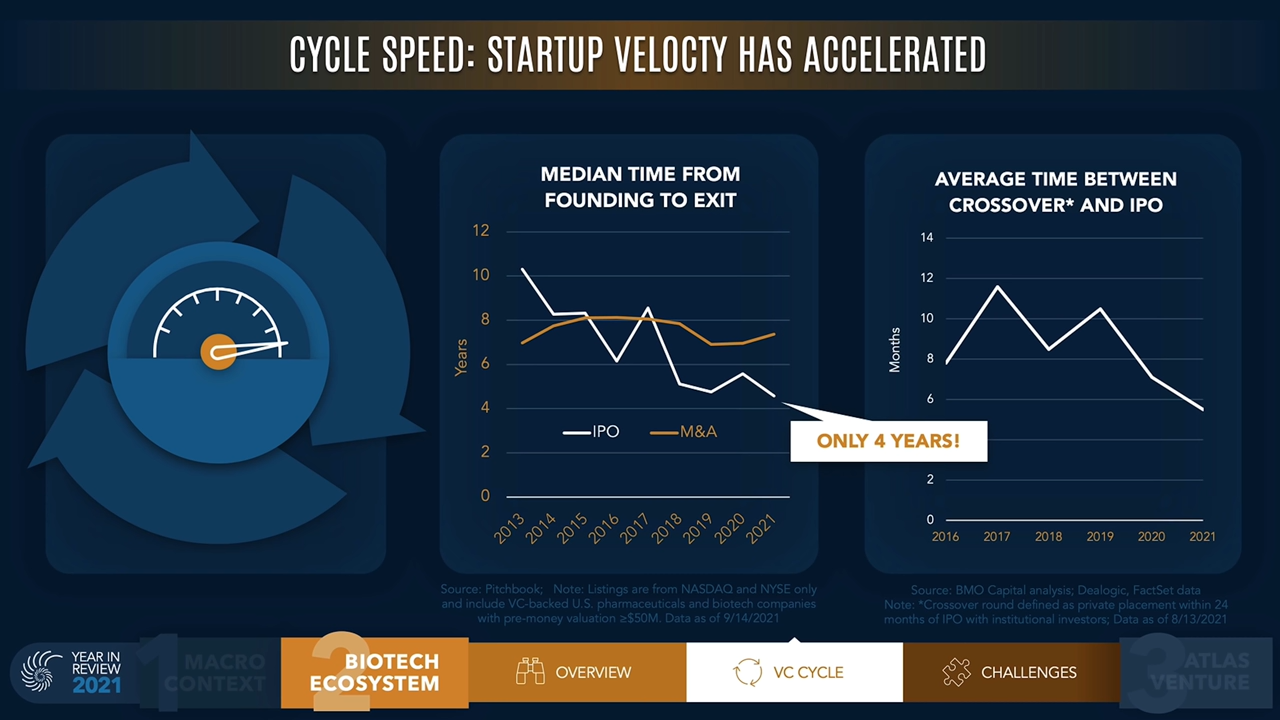 CYCLE SPEED: STARTUP VELOCTY HAS ACCELERATED
MEDIAN TIME FROM
FOUNDING TO EXIT
12
10
8
6
4
2
0
Years
IPO
M&A
2013
2014
2015
2016
2017
2018
2019
2020
2021
ONLY 4 YEARS!
Source: Pitchbook; Note: Listings are from NASDAQ and NYSE only
and include VC-backed U.S. pharmaceuticals and biotech companies
with pre-money valuation ≥$50M. Data as of 9/14/2021
AVERAGE TIME BETWEEN
CROSSOVER* AND IPO
14
12
10
8
6
2
0
Months
2016
2017
2018
2019
2020
2021
Source: BMO Capital analysis; Dealogic, FactSet data
Note: *Crossover round defined as private placement within 24
months of IPO with institutional investors; Data as of 8/13/2021
YEAR IN
REVIEW
2021
1
MACRO
CONTEXT
2
BIOTECH
ECOSYSTEM
OVERVIEW
VC CYCLE
CHALLENGES
3
ATLAS
VENTURE